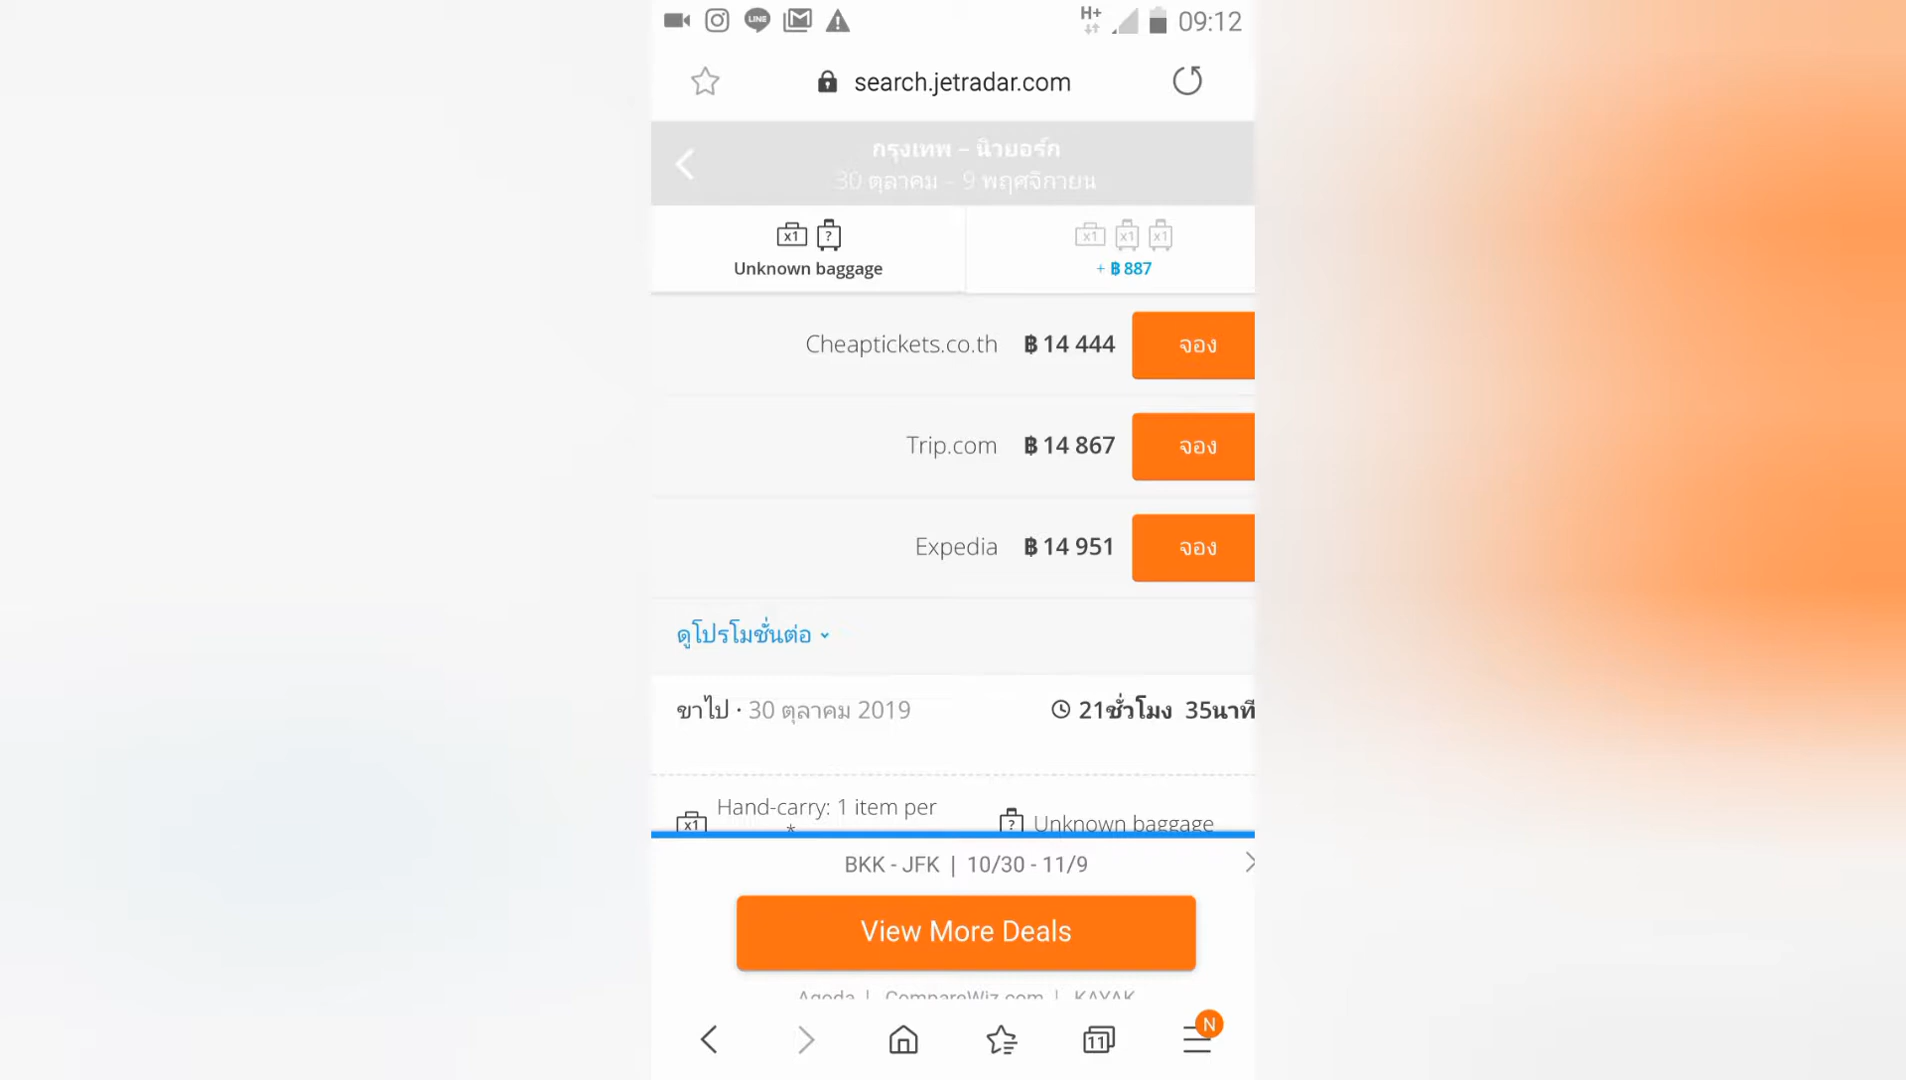 H+ 09:12
LINE
search.jetradar.com
กรุงเทพ – นิวยอร์ก
30 ตุลาคม – 9 พฤศจิกายน
x1 ? x1 x1 x1
Unknown baggage + ฿ 887
Cheaptickets.co.th ฿ 14 444 จอง
Trip.com ฿ 14 867 จอง
Expedia ฿ 14 951 จอง
ดูโปรโมชั่นต่อ
ขาไป · 30 ตุลาคม 2019 21ชั่วโมง 35นาที
Hand-carry: 1 item per
x1 * ? Unknown baggage
BKK - JFK | 10/30 - 11/9
View More Deals
Agoda | CompareWiz.com | KAYAK
11 N